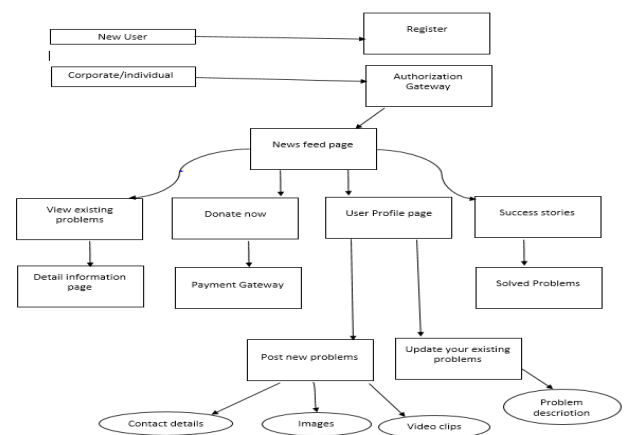 New User
Register
Corporate/individual
Authorization
Gateway
News feed page
View existing
problems
Donate now
User Profile page
Success stories
Detail information
page
Payment Gateway
Solved Problems
Post new problems
Update your existing
problems
Contact details
Images
Video clips
Problem
description